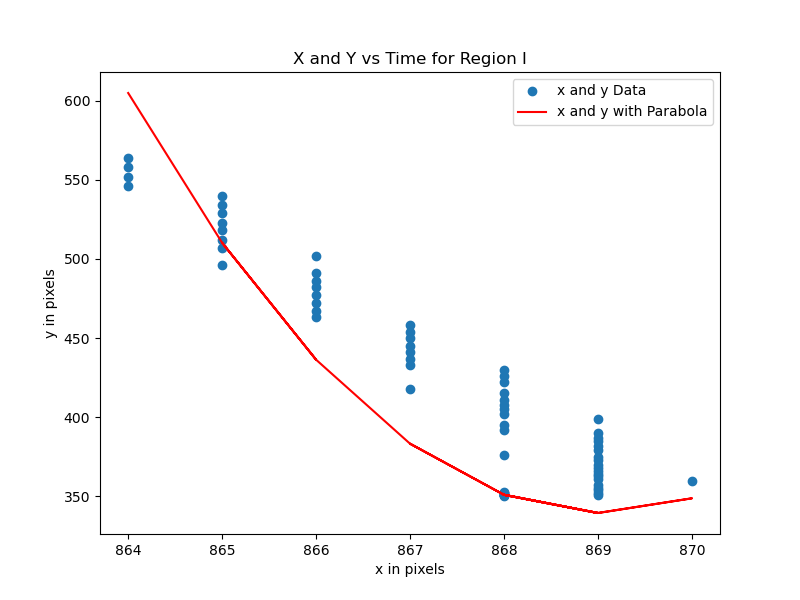 X and Y vs Time for Region I
x and y Data
x and y with Parabola
600
550
500
450
400
350
y in pixels
864 865 866 867 868 869 870
x in pixels